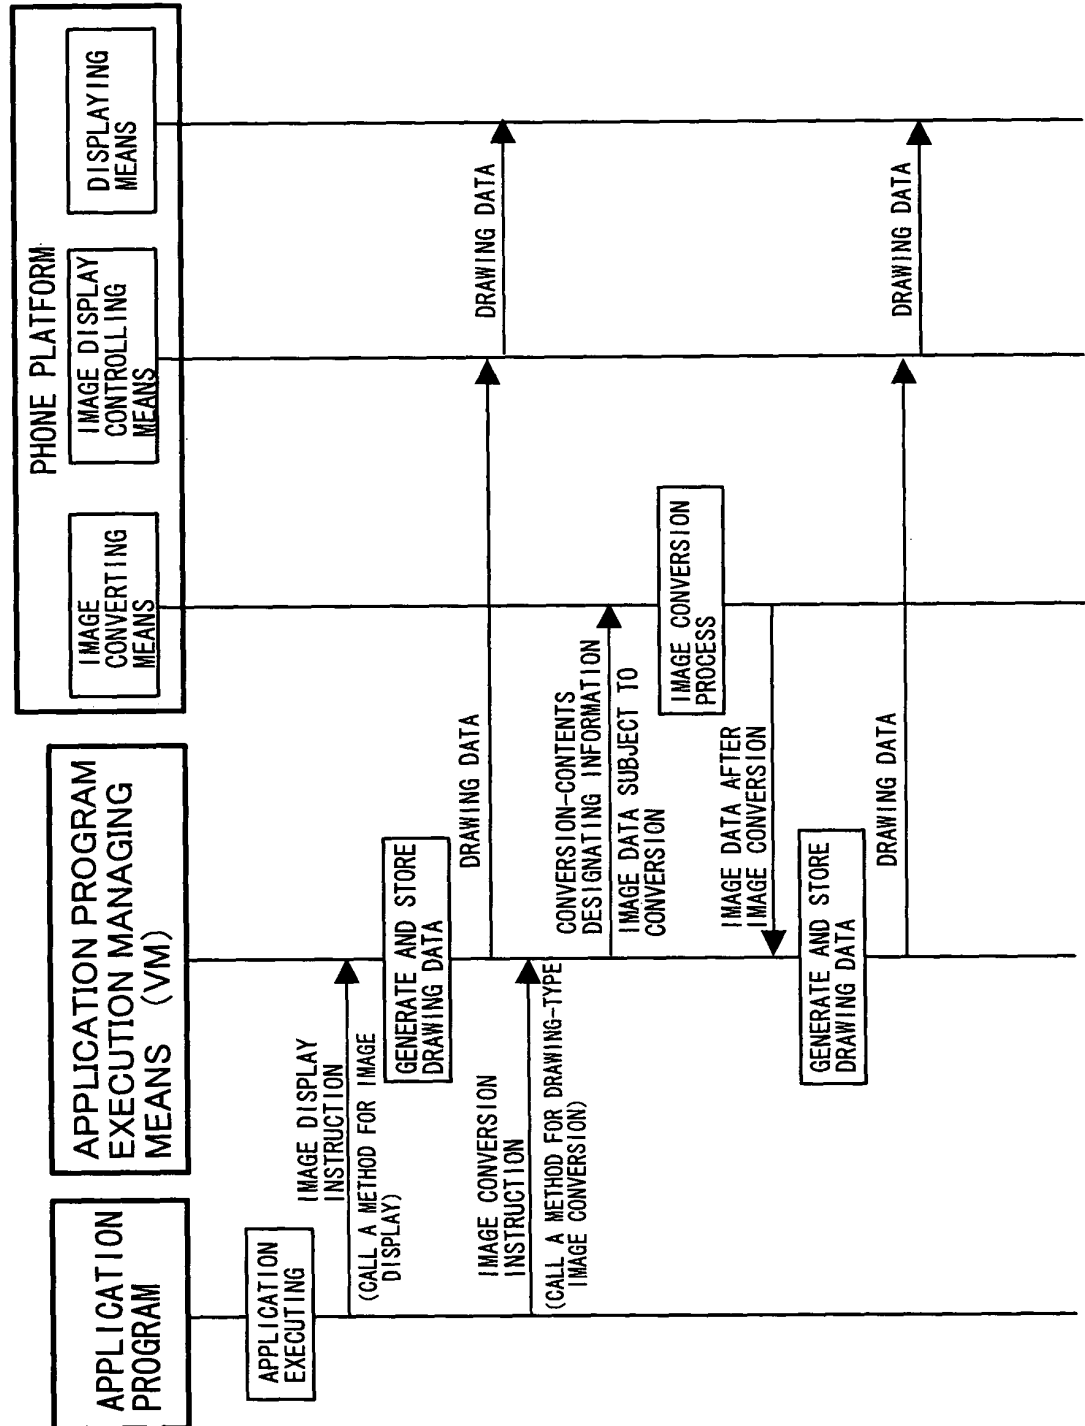 APPLICATION
PROGRAM
APPLICATION PROGRAM
EXECUTION MANAGING
MEANS (VM)
PHONE PLATFORM
IMAGE
CONVERTING
MEANS
IMAGE DISPLAY
CONTROLLING
MEANS
DISPLAYING
MEANS
APPLICATION
EXECUTING
IMAGE DISPLAY
INSTRUCTION
(CALL A METHOD FOR IMAGE
DISPLAY)
GENERATE AND STORE
DRAWING DATA
DRAWING DATA
DRAWING DATA
IMAGE CONVERSION
INSTRUCTION
(CALL A METHOD FOR DRAWING-TYPE
IMAGE CONVERSION)
CONVERSION-CONTENTS
DESIGNATING INFORMATION
IMAGE DATA SUBJECT TO
CONVERSION
IMAGE CONVERSION
PROCESS
IMAGE DATA AFTER
IMAGE CONVERSION
GENERATE AND STORE
DRAWING DATA
DRAWING DATA
DRAWING DATA